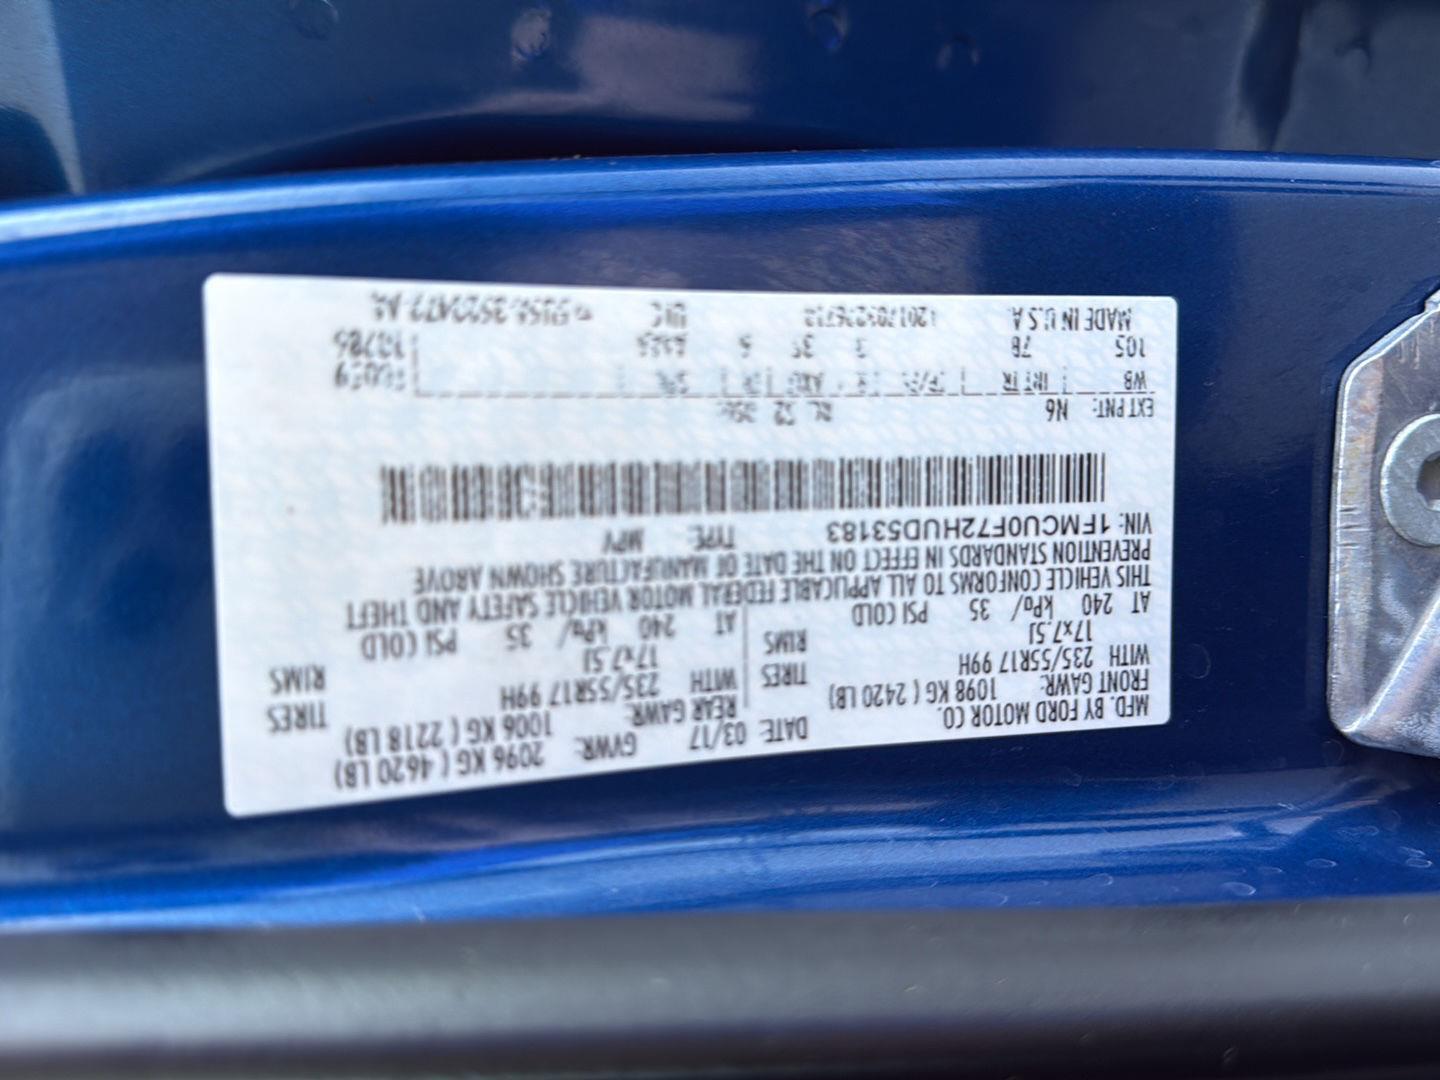 MFD. BY FORD MOTOR CO.
DATE: 03/17 GVWR: 2096 KG ( 4620 LB)
FRONT GAWR: 1098 KG ( 2420 LB) REAR GAWR: 1006 KG ( 2218 LB)
WITH 235/55R17 99H TIRES WITH 235/55R17 99H TIRES
17x7.5J RIMS 17x7.5J RIMS
AT 240 kPa/ 35 PSI COLD AT 240 kPa/ 35 PSI COLD
THIS VEHICLE CONFORMS TO ALL APPLICABLE FEDERAL MOTOR VEHICLE SAFETY AND THEFT
PREVENTION STANDARDS IN EFFECT ON THE DATE OF MANUFACTURE SHOWN ABOVE
VIN: 1FMCU0F72HUD53183 TYPE: MPV
EXT PNT: N6
WB INT TR
105 78 3
MADE IN U.S.A.